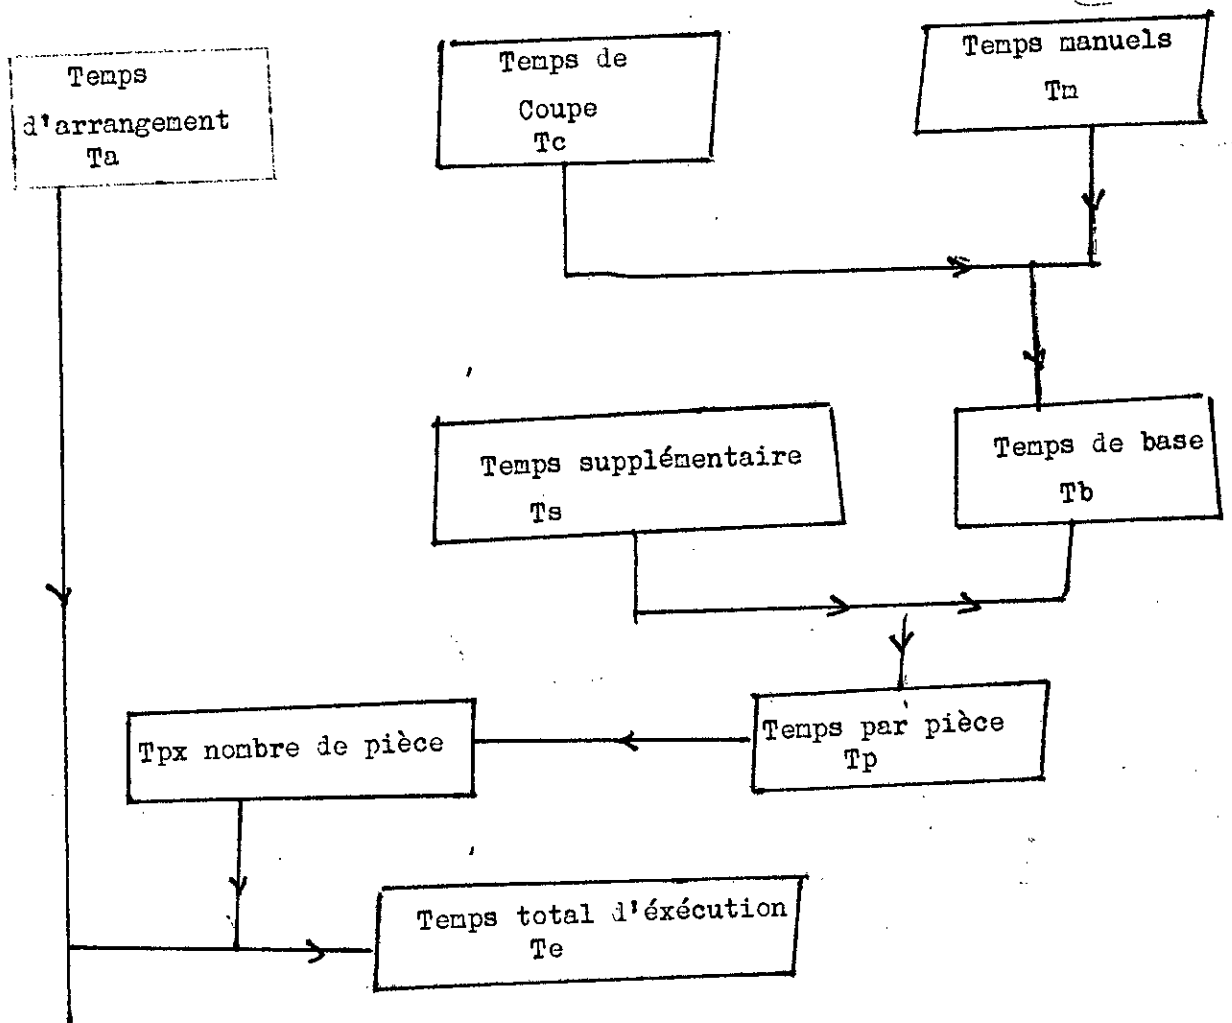 Temps
d'arrangement
Ta
Temps de
Coupe
Tc
Temps manuels
Tm
Temps supplémentaire
Ts
Temps de base
Tb
Tpx nombre de pièce
Temps par pièce
Tp
Temps total d'éxécution
Te